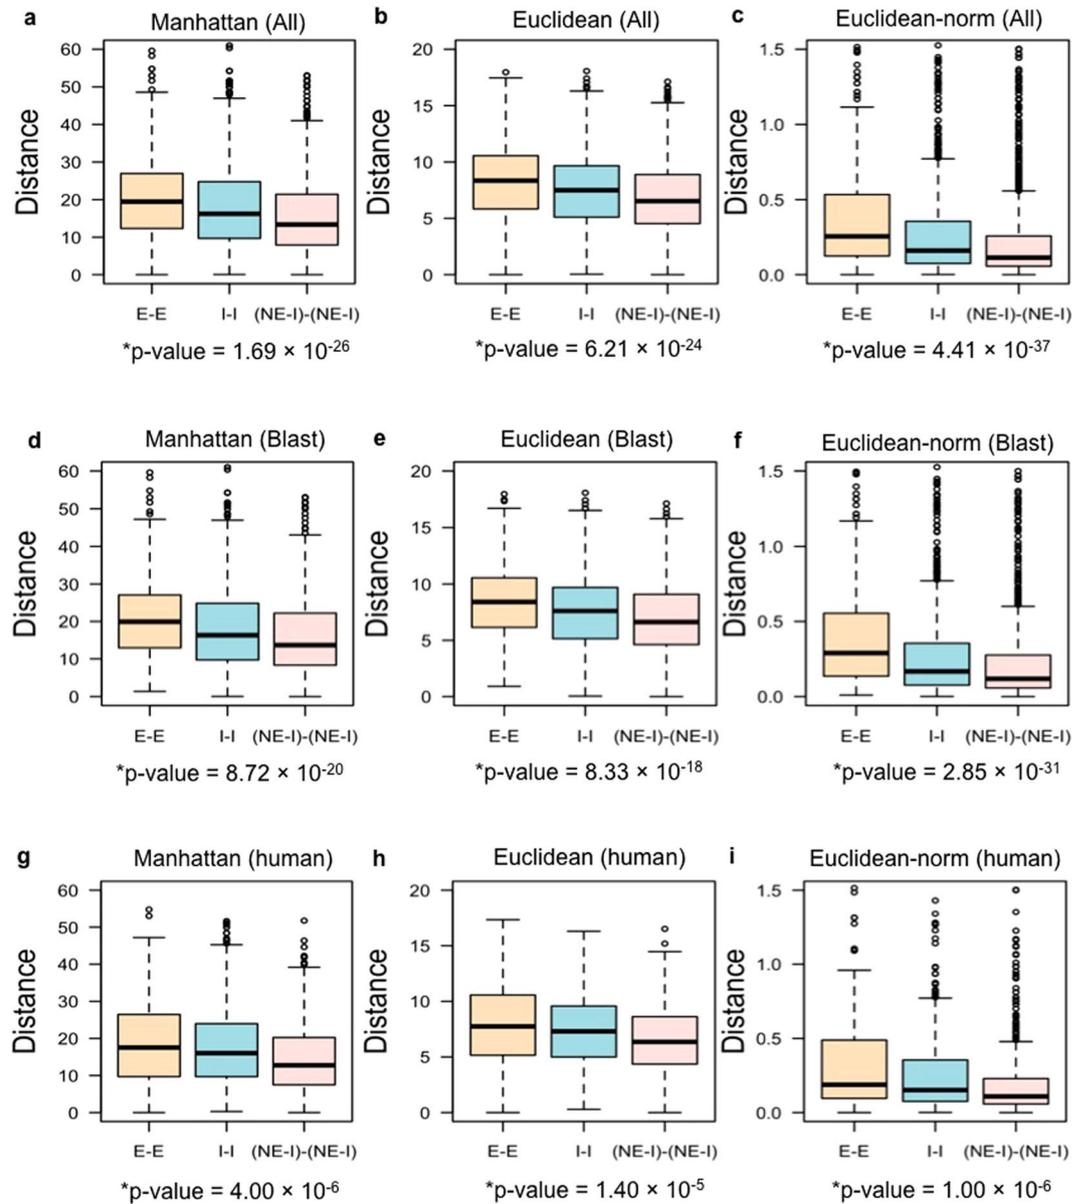 a Manhattan (All)
b Euclidean (All)
c Euclidean-norm (All)
Distance
60
50
40
30
20
10
0
E-E I-I (NE-I)-(NE-I)
*p-value = 1.69 × 10-26
Distance
20
15
10
5
0
E-E I-I (NE-I)-(NE-I)
*p-value = 6.21 × 10-24
Distance
1.5
1.0
0.5
0.0
E-E I-I (NE-I)-(NE-I)
*p-value = 4.41 × 10-37
d Manhattan (Blast)
e Euclidean (Blast)
f Euclidean-norm (Blast)
Distance
60
50
40
30
20
10
0
E-E I-I (NE-I)-(NE-I)
*p-value = 8.72 × 10-20
Distance
20
15
10
5
0
E-E I-I (NE-I)-(NE-I)
*p-value = 8.33 × 10-18
Distance
1.5
1.0
0.5
0.0
E-E I-I (NE-I)-(NE-I)
*p-value = 2.85 × 10-31
g Manhattan (human)
h Euclidean (human)
i Euclidean-norm (human)
Distance
60
50
40
30
20
10
0
E-E I-I (NE-I)-(NE-I)
*p-value = 4.00 × 10-6
Distance
20
15
10
5
0
E-E I-I (NE-I)-(NE-I)
*p-value = 1.40 × 10-5
Distance
1.5
1.0
0.5
0.0
E-E I-I (NE-I)-(NE-I)
*p-value = 1.00 × 10-6